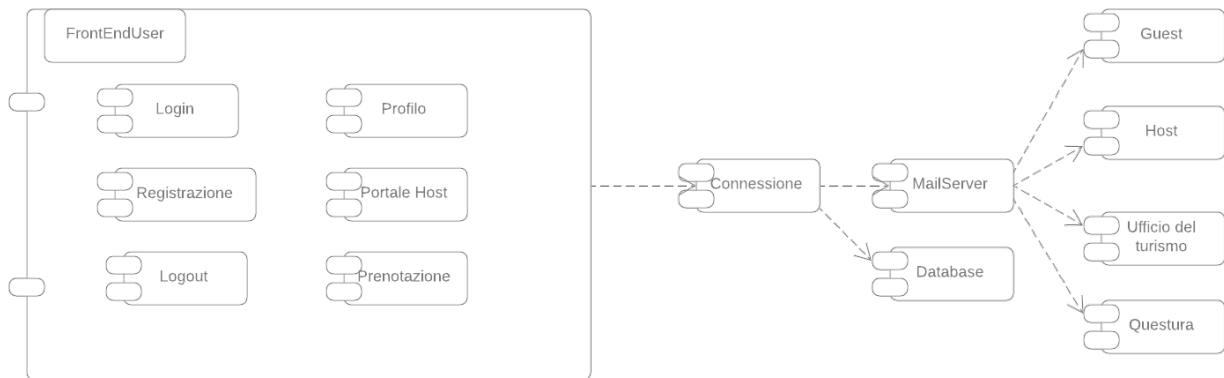 FrontEndUser
Login
Profilo
Registrazione
Portale Host
Logout
Prenotazione
Connessione
MailServer
Database
Guest
Host
Ufficio del
turismo
Questura